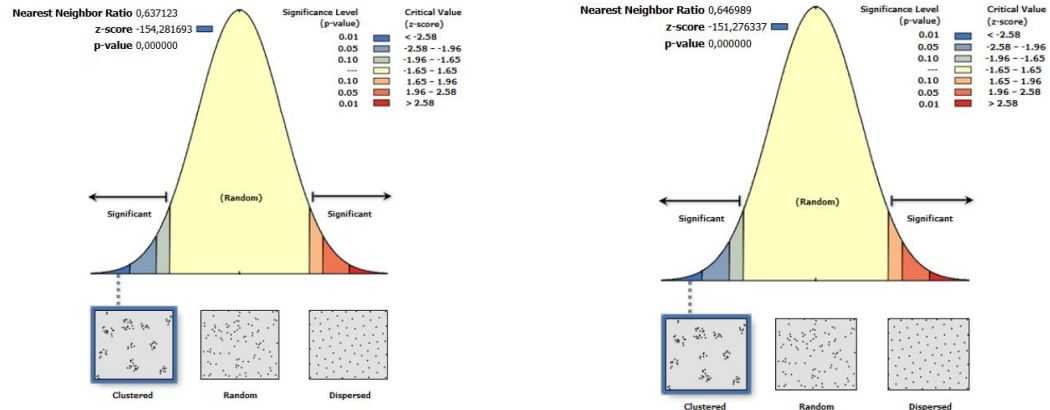 Nearest Neighbor Ratio 0,637123
z-score -154,281693
p-value 0,000000
Significance Level (p-value)
Critical Value (z-score)
0.01 < -2.58
0.05 -2.58 – -1.96
0.10 -1.96 – -1.65
--- -1.65 – 1.65
0.10 1.65 – 1.96
0.05 1.96 – 2.58
0.01 > 2.58
Significant
(Random)
Significant
Clustered
Random
Dispersed
Nearest Neighbor Ratio 0,646989
z-score -151,276337
p-value 0,000000
Significance Level (p-value)
Critical Value (z-score)
0.01 < -2.58
0.05 -2.58 – -1.96
0.10 -1.96 – -1.65
--- -1.65 – 1.65
0.10 1.65 – 1.96
0.05 1.96 – 2.58
0.01 > 2.58
Significant
(Random)
Significant
Clustered
Random
Dispersed